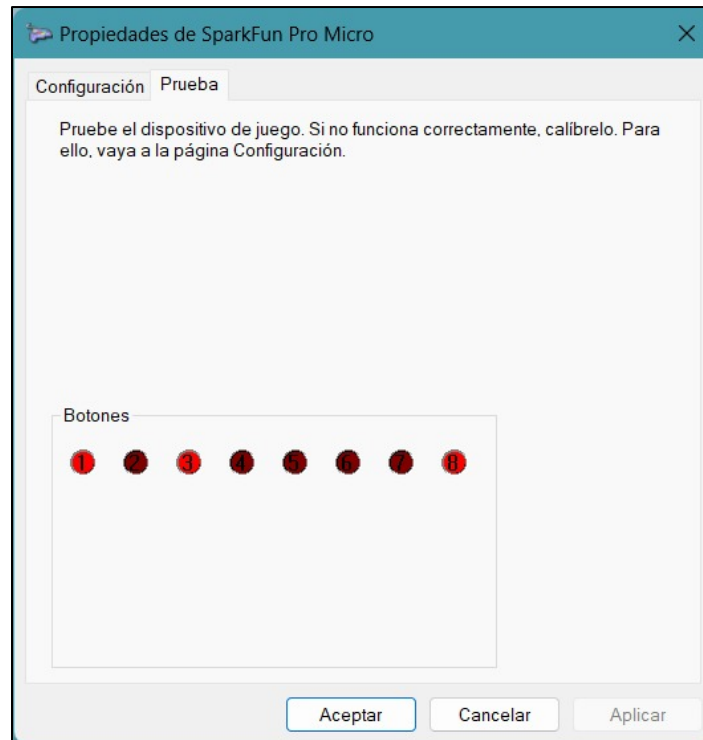 Propiedades de SparkFun Pro Micro
Configuración Prueba
Pruebe el dispositivo de juego. Si no funciona correctamente, calíbrelo. Para
ello, vaya a la página Configuración.
Botones
1 2 3 4 5 6 7 8
Aceptar Cancelar Aplicar